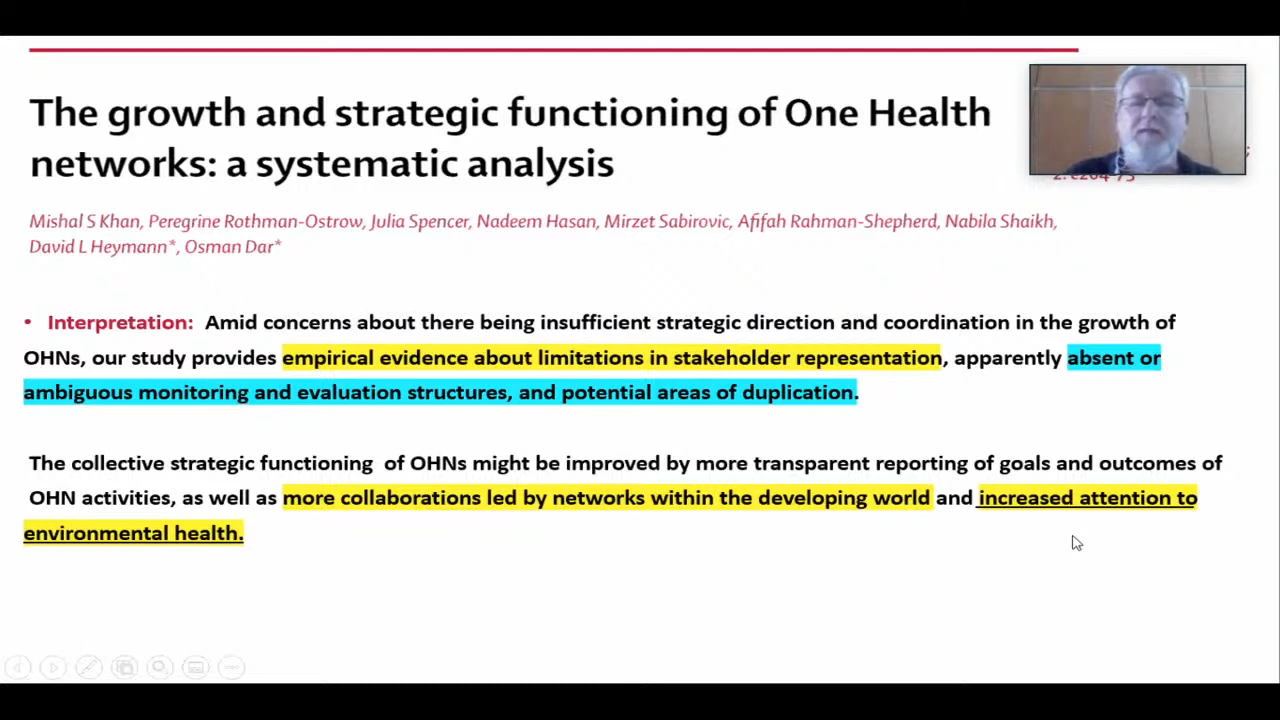 The growth and strategic functioning of One Health
networks: a systematic analysis
Mishal S Khan, Peregrine Rothman-Ostrow, Julia Spencer, Nadeem Hasan, Mirzet Sabirovic, Afifah Rahman-Shepherd, Nabila Shaikh,
David L Heymann*, Osman Dar*
• Interpretation: Amid concerns about there being insufficient strategic direction and coordination in the growth of
OHNs, our study provides empirical evidence about limitations in stakeholder representation, apparently absent or
ambiguous monitoring and evaluation structures, and potential areas of duplication.
The collective strategic functioning of OHNs might be improved by more transparent reporting of goals and outcomes of
OHN activities, as well as more collaborations led by networks within the developing world and increased attention to
environmental health.